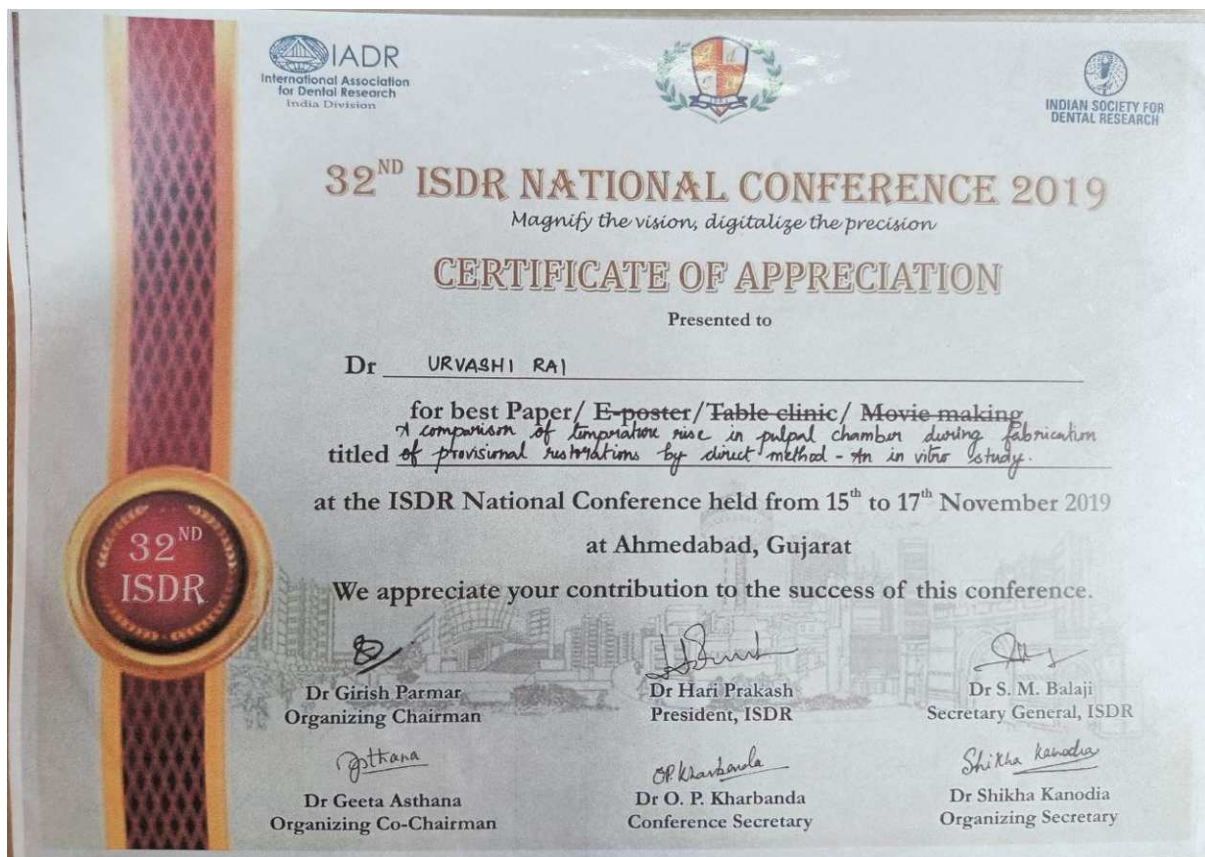 IADR
International Association
for Dental Research
India Division
INDIAN SOCIETY FOR
DENTAL RESEARCH
32ND ISDR NATIONAL CONFERENCE 2019
Magnify the vision, digitalize the precision
CERTIFICATE OF APPRECIATION
Presented to
Dr URVASHI RAI
for best Paper/ E-poster/Table clinic/ Movie making
A comparison of tempratore rise in pulpal chamber during fabrication
titled of provisional restorations by direct method - An in vitro study.
at the ISDR National Conference held from 15th to 17th November 2019
at Ahmedabad, Gujarat
We appreciate your contribution to the success of this conference.
32ND
ISDR
Dr Girish Parmar
Organizing Chairman
Dr Hari Prakash
President, ISDR
Dr S. M. Balaji
Secretary General, ISDR
Asthana
OP Kharbanda
Shikha Kanodia
Dr Geeta Asthana
Organizing Co-Chairman
Dr O. P. Kharbanda
Conference Secretary
Dr Shikha Kanodia
Organizing Secretary